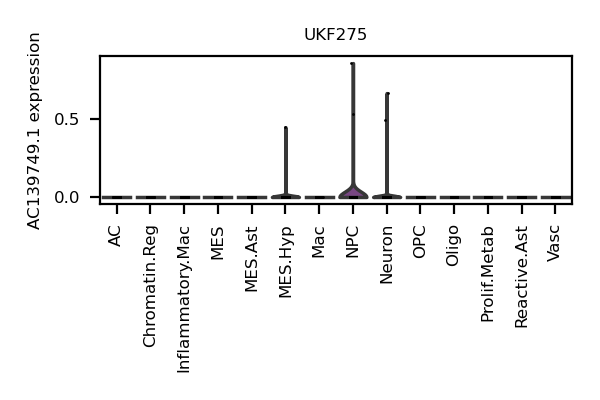 UKF275
AC139749.1 expression
0.5
0.0
AC
Chromatin.Reg
Inflammatory.Mac
MES
MES.Ast
MES.Hyp
Mac
NPC
Neuron
OPC
Oligo
Prolif.Metab
Reactive.Ast
Vasc